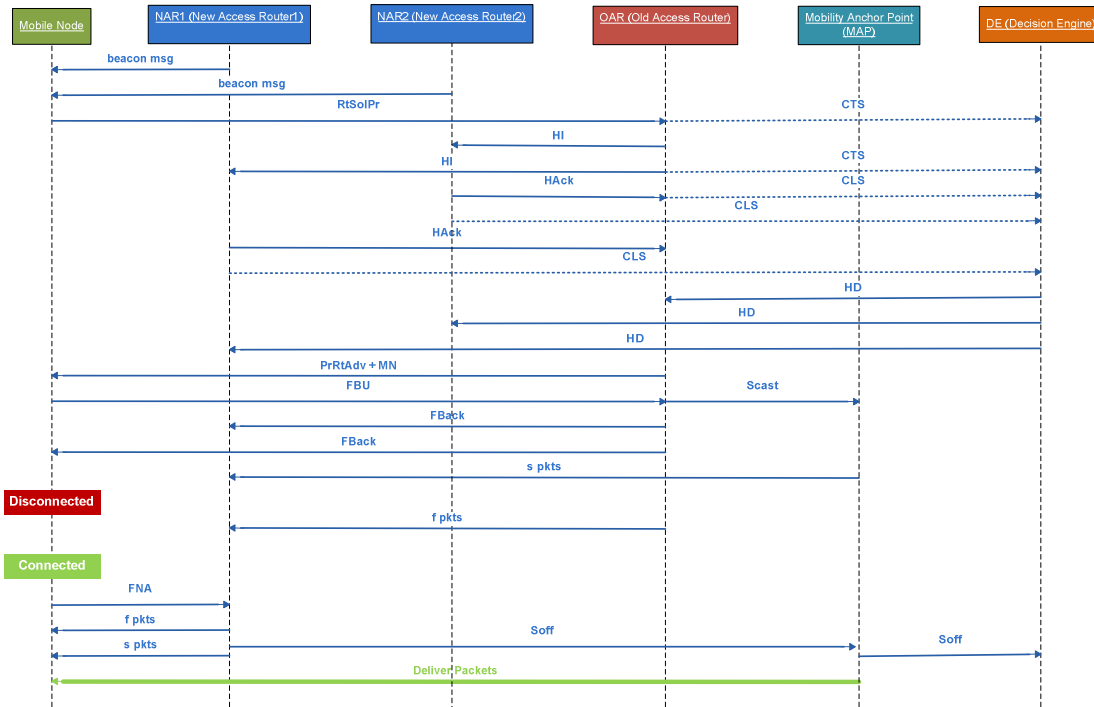 Mobile Node
NAR1 (New Access Router1)
NAR2 (New Access Router2)
OAR (Old Access Router)
Mobility Anchor Point
(MAP)
DE (Decision Engine)
beacon msg
beacon msg
RtSolPr
CTS
HI
HI
CTS
HAck
CLS
CLS
HAck
CLS
HD
HD
HD
PrRtAdv + MN
FBU
Scast
FBack
FBack
s pkts
Disconnected
f pkts
Connected
FNA
f pkts
Soff
s pkts
Soff
Deliver Packets